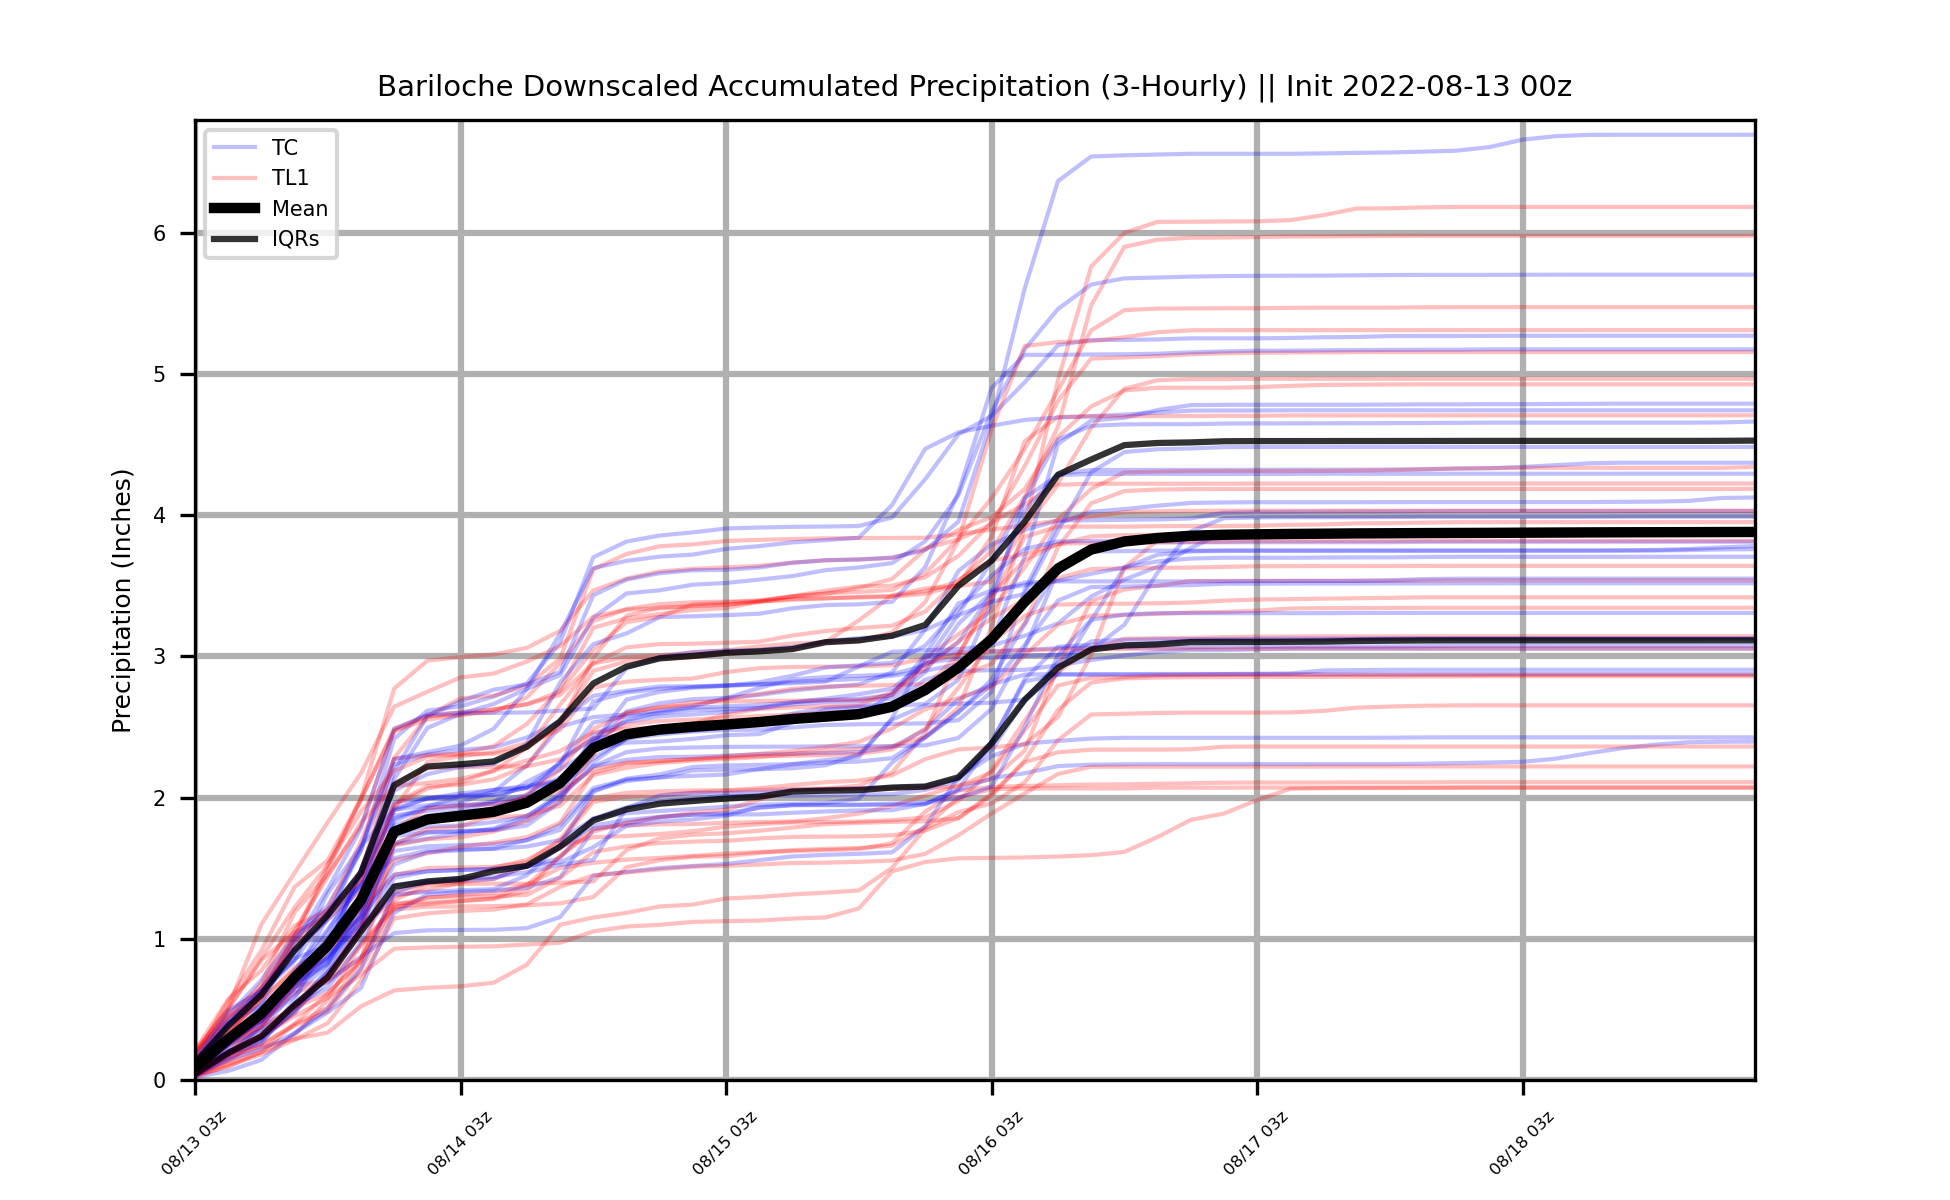 Bariloche Downscaled Accumulated Precipitation (3-Hourly) || Init 2022-08-13 00z
TC
TL1
Mean
IQRs
Precipitation (Inches)
6
5
4
3
2
1
0
08/13 03z
08/14 03z
08/15 03z
08/16 03z
08/17 03z
08/18 03z